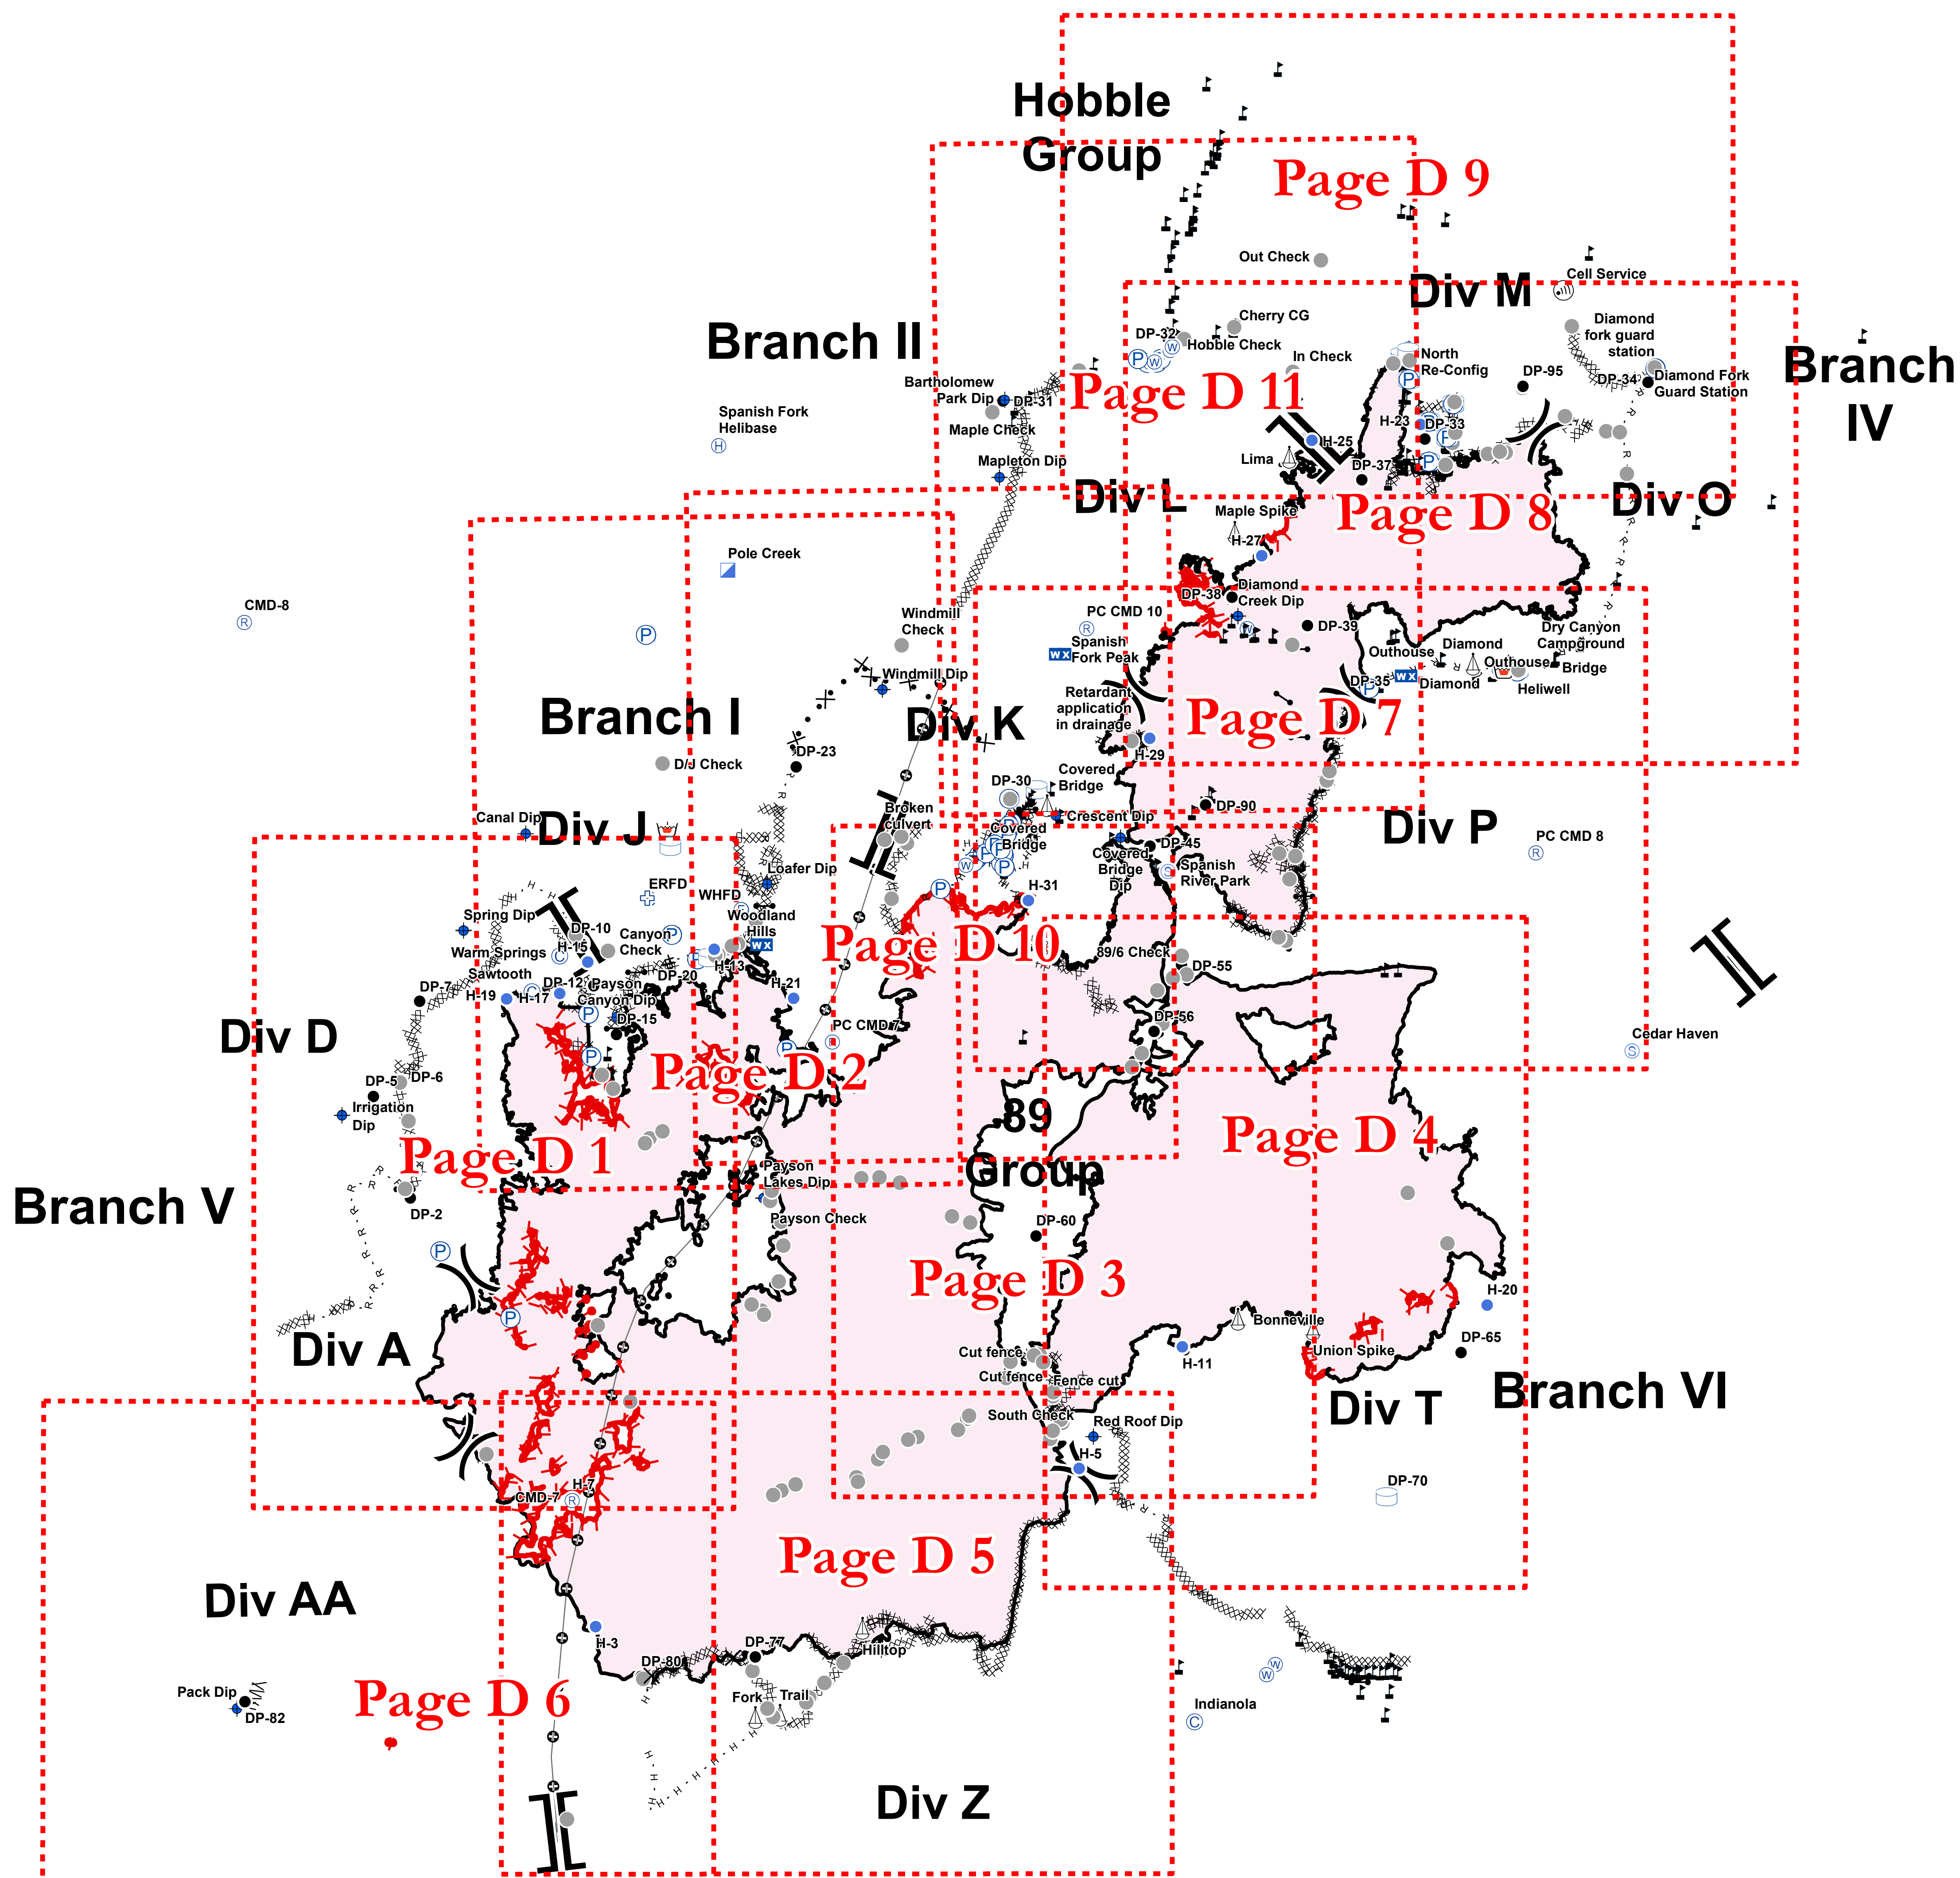 Hobble
Group
Page D 9
Out Check
Cell Service
Div M
Cherry CG
Diamond
fork guard
station
DP-32
Hobble Check
Branch II
In Check
North
Re-Config
Branch
IV
DP-95
DP-34
Diamond Fork
Guard Station
Bartholomew
Park Dip
DP-31
Page D 11
Spanish Fork
Helibase
H
Maple Check
H-23
DP-33
H-25
Lima
DP-37
Mapleton Dip
Div L
Div O
Maple Spike
Page D 8
H-27
Pole Creek
DP-38
Diamond
Creek Dip
CMD-8
R
Windmill
Check
PC CMD 10
R
DP-39
Dry Canyon
Campground
P
Spanish
Fork Peak
WX
Outhouse
Diamond
Outhouse
Bridge
Windmill Dip
DP-35
WX
Diamond
Heliwell
Retardant
application
in drainage
Branch I
Div K
Page D 7
H-29
DP-23
D/J Check
DP-30
Covered
Bridge
DP-90
Canal Dip
Div J
Broken
culvert
Crescent Dip
Covered
Bridge
Div P
PC CMD 8
R
DP-45
Covered
Bridge
Dip
Spanish
River Park
S
Loafer Dip
ERFD
WHFD
H-31
Spring Dip
Woodland
Hills
WX
DP-10
Canyon
Check
H-15
Page D 10
Warm Springs
C
H-13
89/6 Check
DP-55
Sawtooth
DP-20
DP-7
H-19
H-17
DP-12
Payson
Canyon Dip
H-21
DP-15
DP-56
PC CMD 7
R
Div D
Cedar Haven
S
Page D 2
DP-5
DP-6
Irrigation
Dip
89
Group
Page D 4
Page D 1
Payson
Lakes Dip
Branch V
DP-2
Payson Check
DP-60
P
Page D 3
H-20
P
Bonneville
DP-65
Div A
Union Spike
H-11
Cut fence
Cut fence
Fence cut
Branch VI
Div T
South Check
Red Roof Dip
H-5
H-7
CMD-7
R
DP-70
Page D 5
Div AA
H-3
DP-77
Hilltop
DP-80
Pack Dip
DP-82
Page D 6
Fork
Trail
W
W
Indianola
C
Div Z